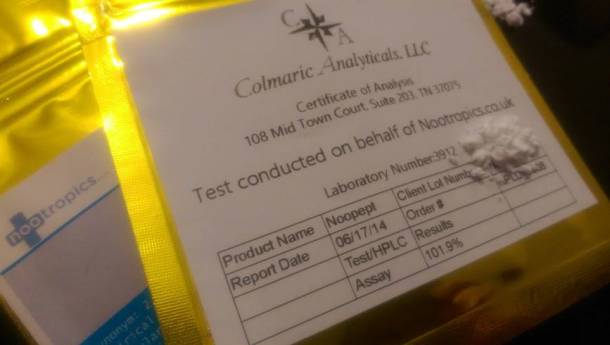 C A
Colmaric Analyticals, LLC
Certificate of Analysis
108 Mid Town Court, Suite 203, TN 37075
Test conducted on behalf of Nootropics.co.uk
Laboratory Number:3912
Product Name Noopept Client Lot Numb
Report Date 06/17/14 Order #
Test/HPLC Results
Assay 101.9%
nootropics